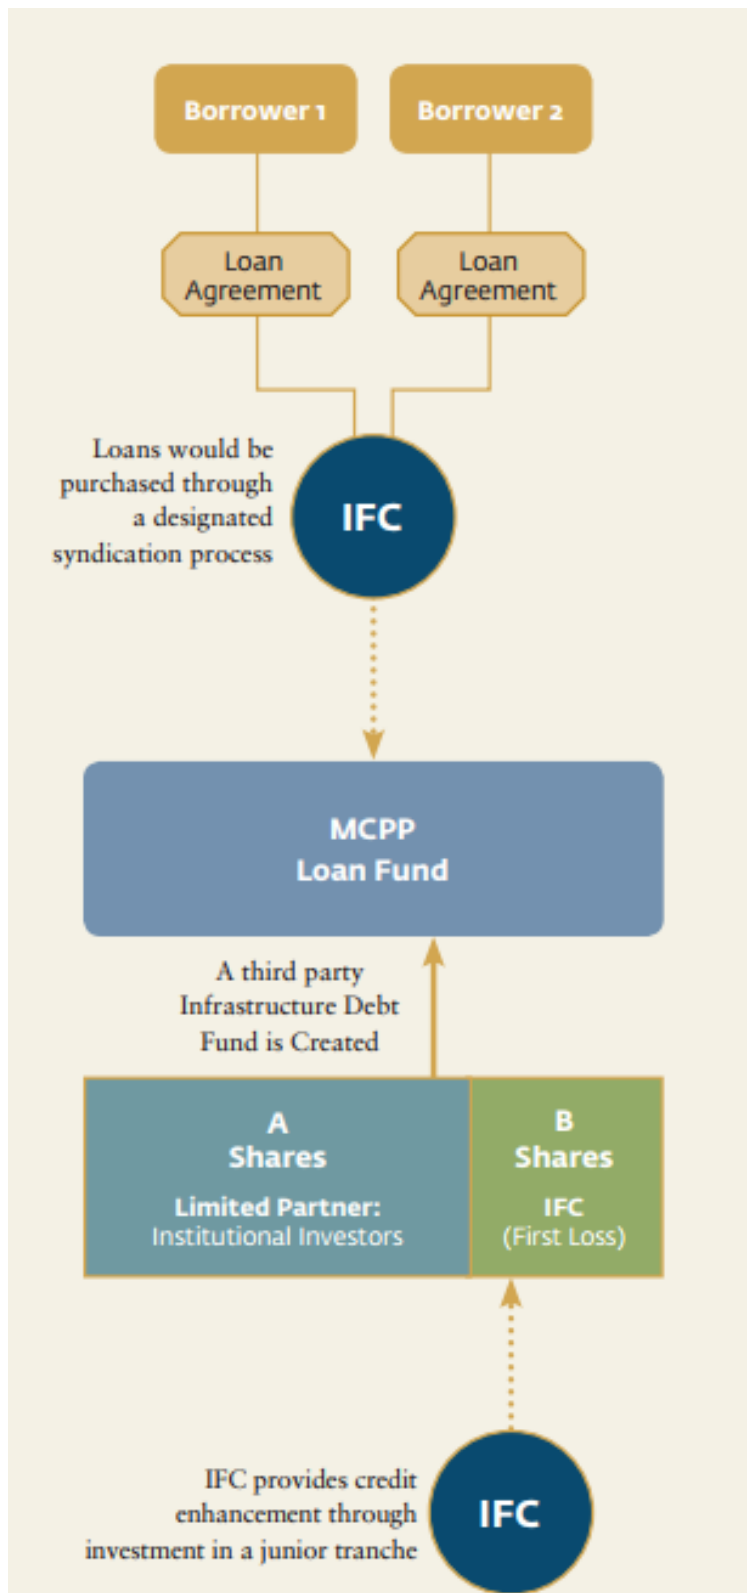 Borrower 1
Borrower 2
Loan
Agreement
Loan
Agreement
Loans would be
purchased through
a designated
syndication process
IFC
MCPP
Loan Fund
A third party
Infrastructure Debt
Fund is Created
A
Shares
Limited Partner:
Institutional Investors
B
Shares
IFC
(First Loss)
IFC provides credit
enhancement through
investment in a junior tranche
IFC